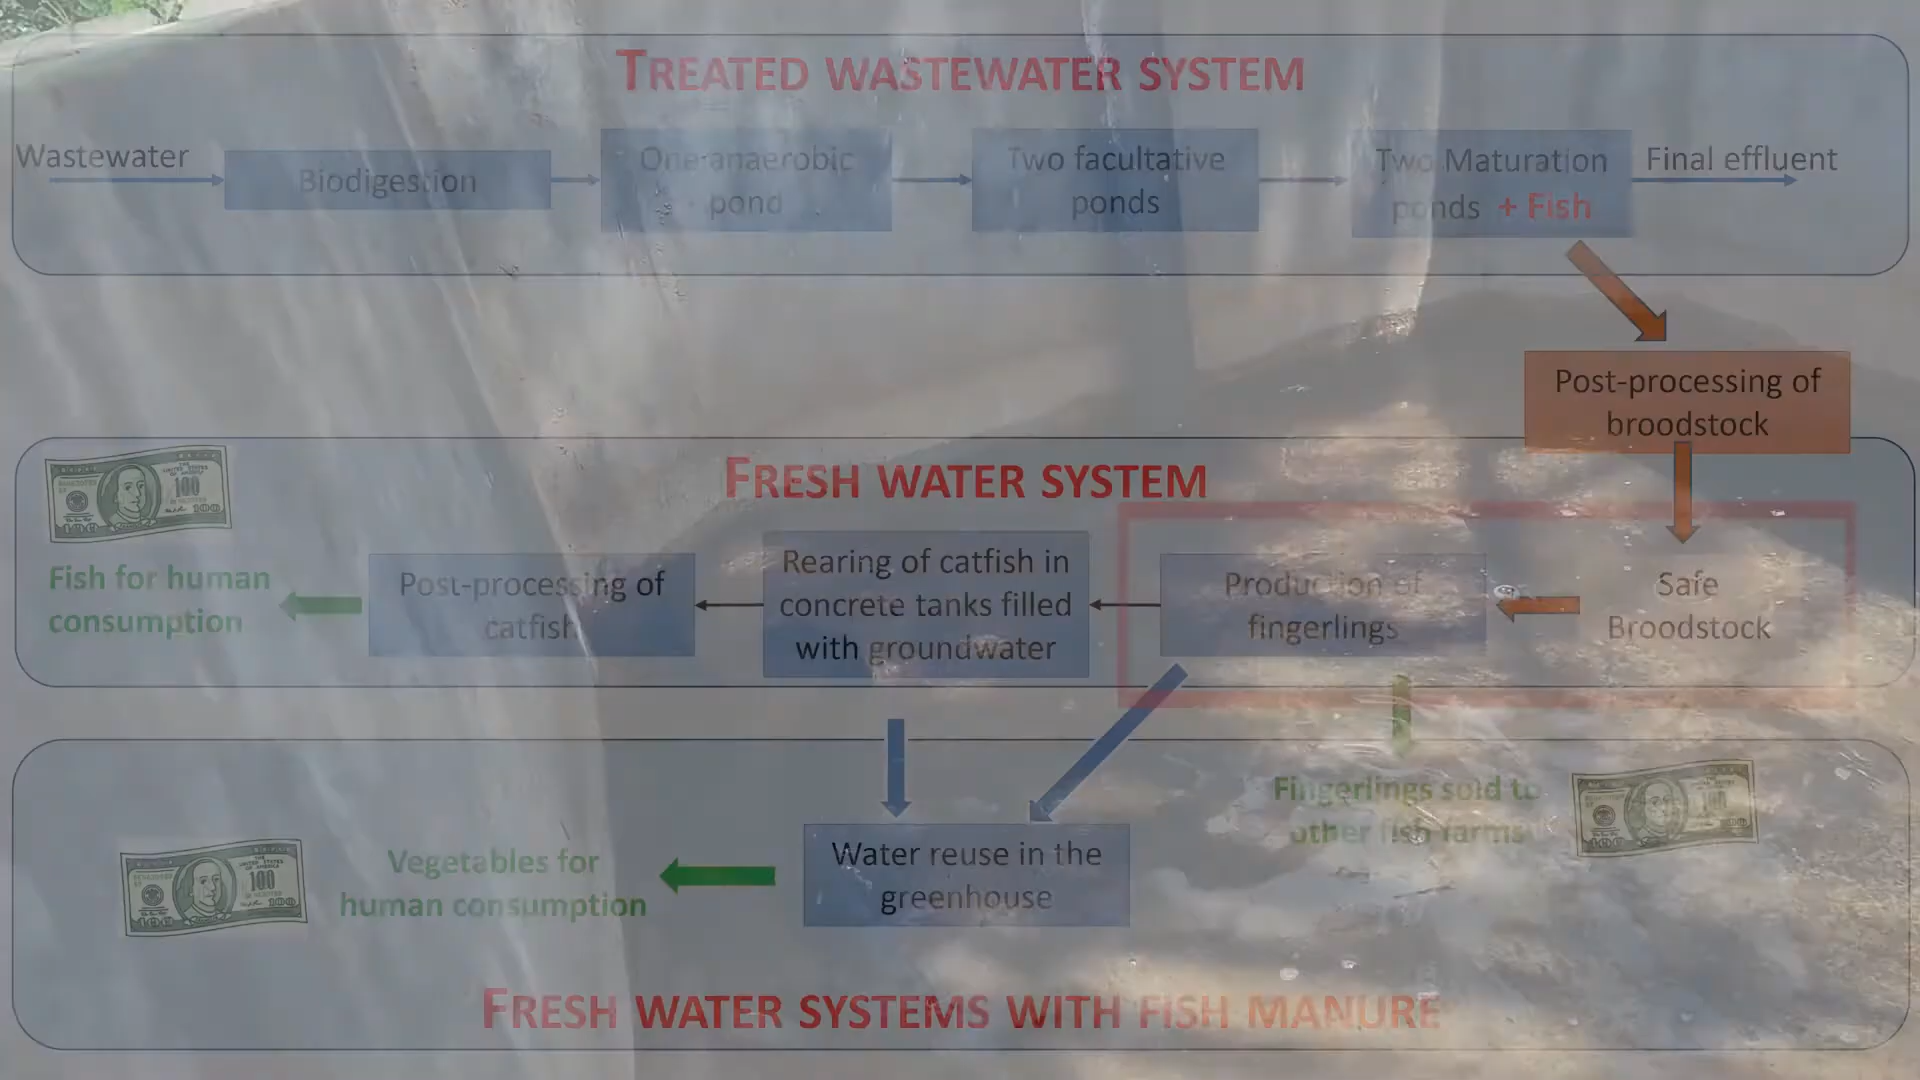 TREATED WASTEWATER SYSTEM
Wastewater
Biodigestion
One anaerobic
pond
Two facultative
ponds
Two Maturation
ponds + Fish
Final effluent
Post-processing of
broodstock
FRESH WATER SYSTEM
Safe
Broodstock
Production of
fingerlings
Rearing of catfish in
concrete tanks filled
with groundwater
Post-processing of
catfish
Fish for human
consumption
100
Fingerlings sold to
other fish farms
100
Water reuse in the
greenhouse
Vegetables for
human consumption
100
FRESH WATER SYSTEMS WITH FISH MANURE